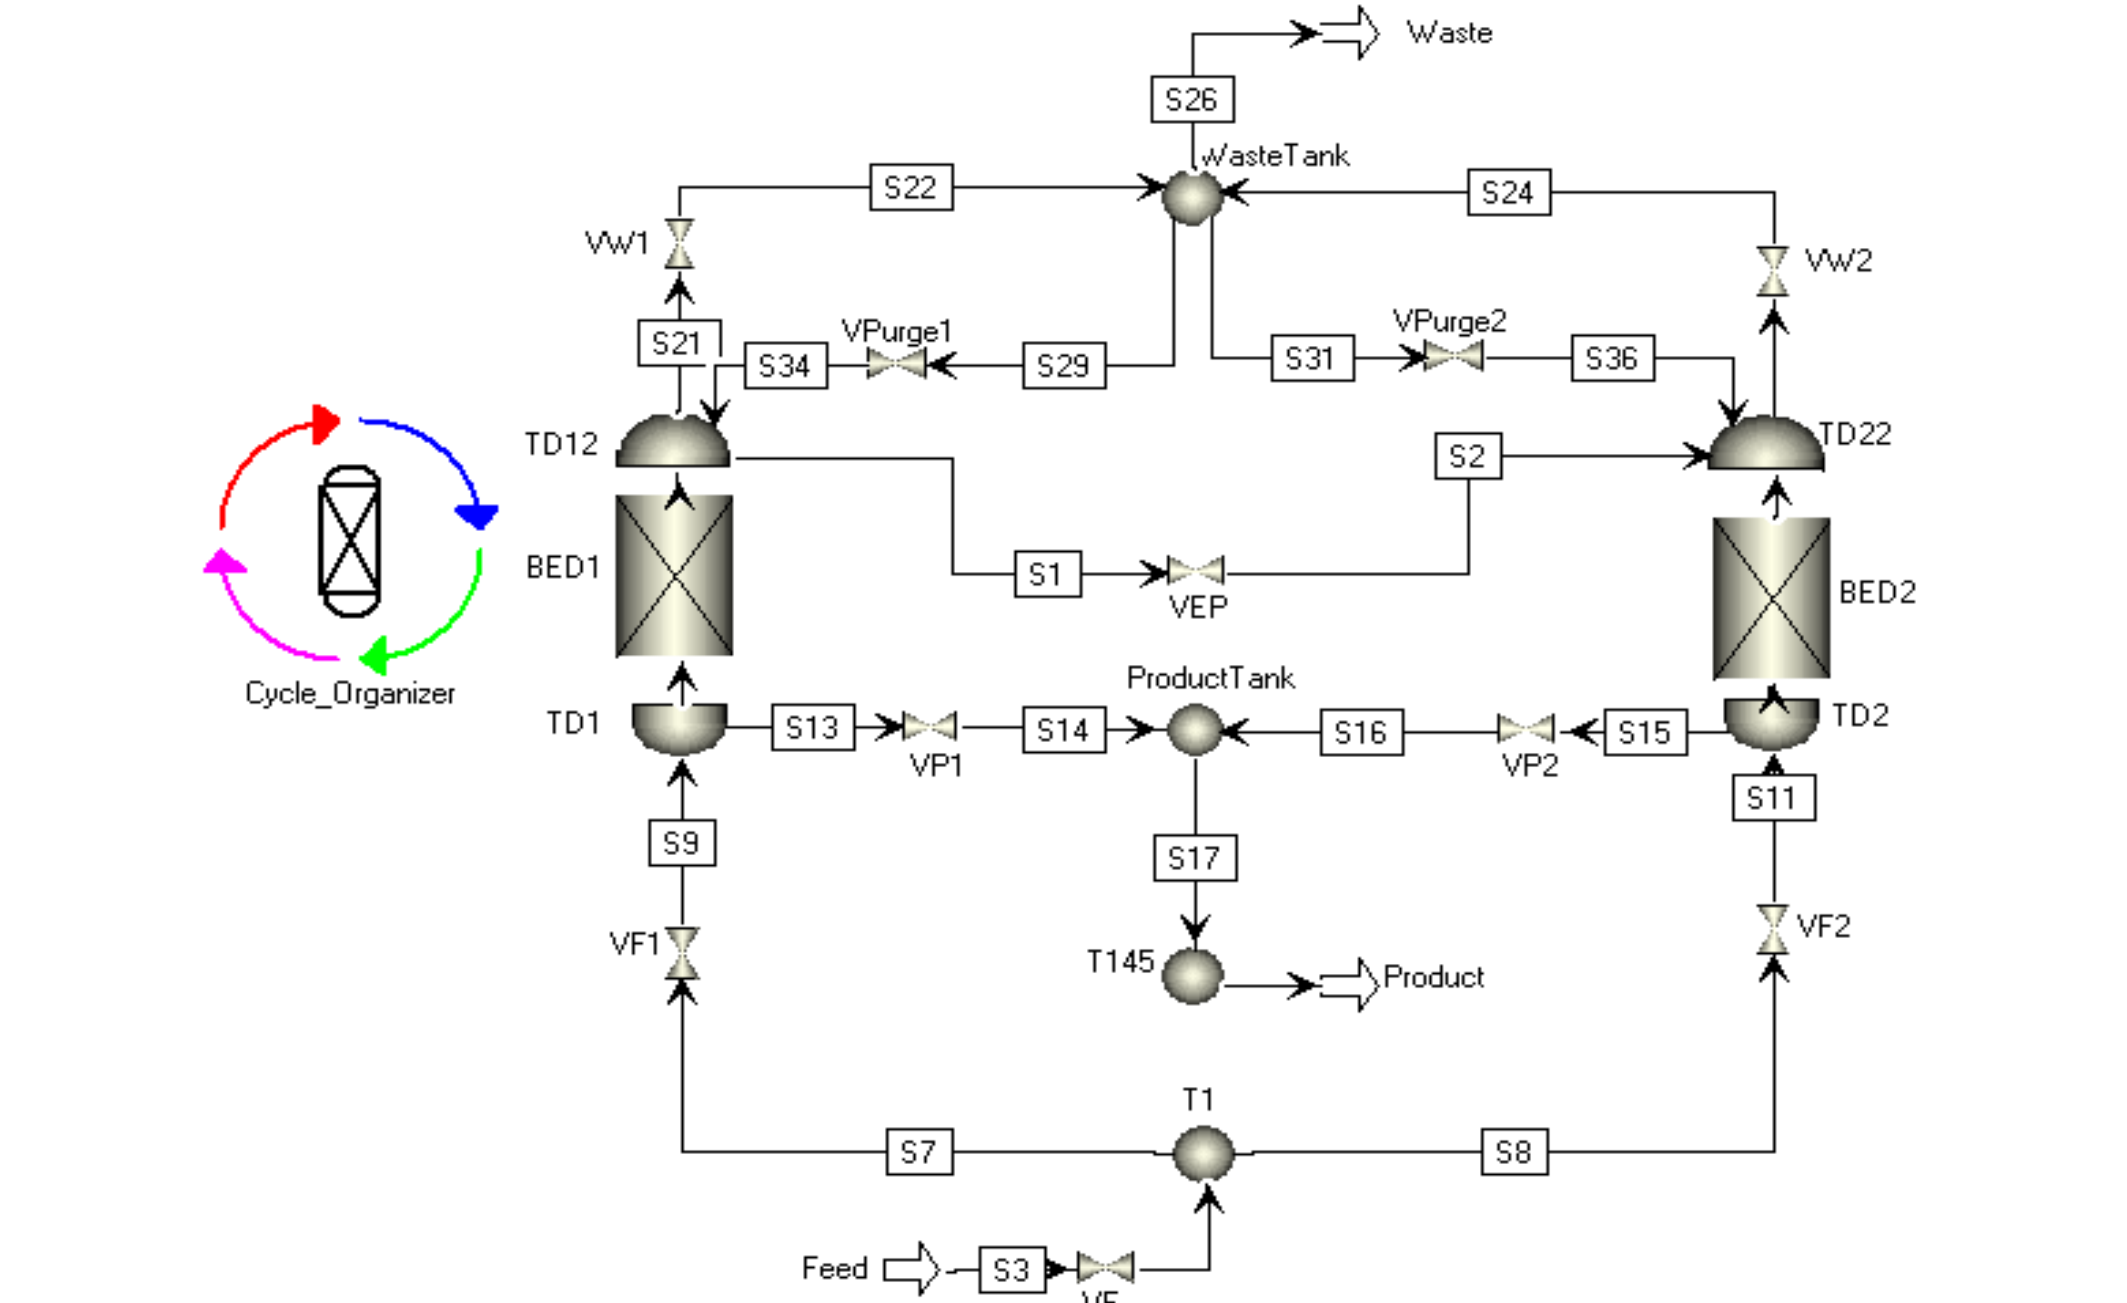 Waste
S26
WasteTank
S22
S24
VW1
VW2
S21
VPurge1
VPurge2
S34
S29
S31
S36
TD12
TD22
S2
BED1
S1
BED2
VEP
Cycle_Organizer
ProductTank
TD1
S13
S14
S16
S15
TD2
VP1
VP2
S11
S9
S17
VF1
VF2
T145
Product
T1
S7
S8
Feed
S3